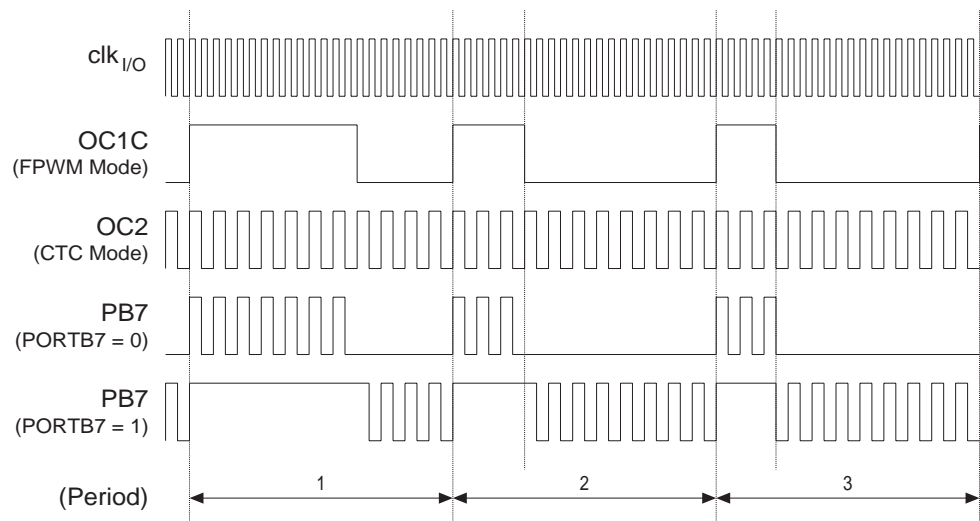 clk I/O
OC1C
(FPWM Mode)
OC2
(CTC Mode)
PB7
(PORTB7 = 0)
PB7
(PORTB7 = 1)
(Period) 1 2 3